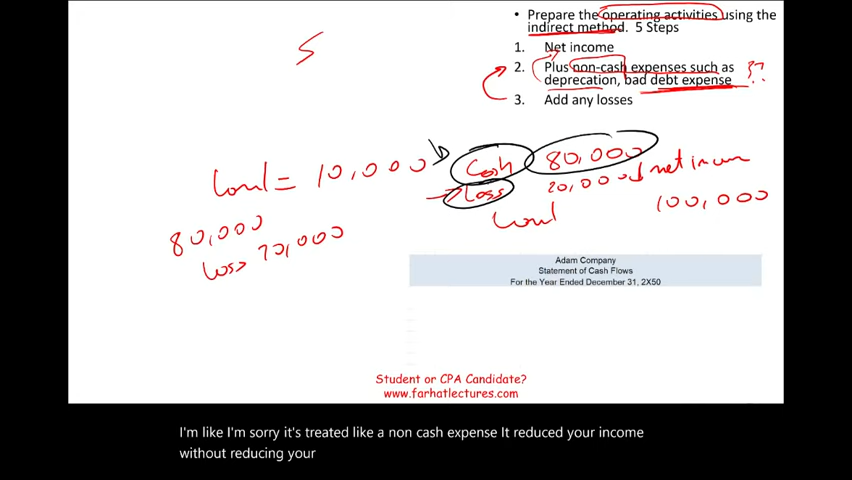 • Prepare the operating activities using the
indirect method. 5 Steps
1. Net income
2. Plus non-cash expenses such as
deprecation, bad debt expense ??
3. Add any losses
5
Land = 10,000
Cash 80,000
Loss 20,000 net incom
Land 100,000
80,000
Loss 20,000
Adam Company
Statement of Cash Flows
For the Year Ended December 31, 2X50
Student or CPA Candidate?
www.farhatlectures.com
I'm like I'm sorry it's treated like a non cash expense It reduced your income
without reducing your